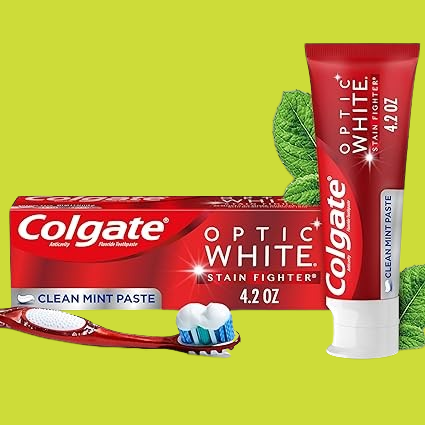 Colgate®
Anticavity Fluoride Toothpaste
OPTIC
WHITE®
STAIN FIGHTER®
CLEAN MINT PASTE
4.2 OZ
Colgate®
OPTIC
WHITE®
STAIN FIGHTER®
4.2 OZ
CLEAN MINT PASTE